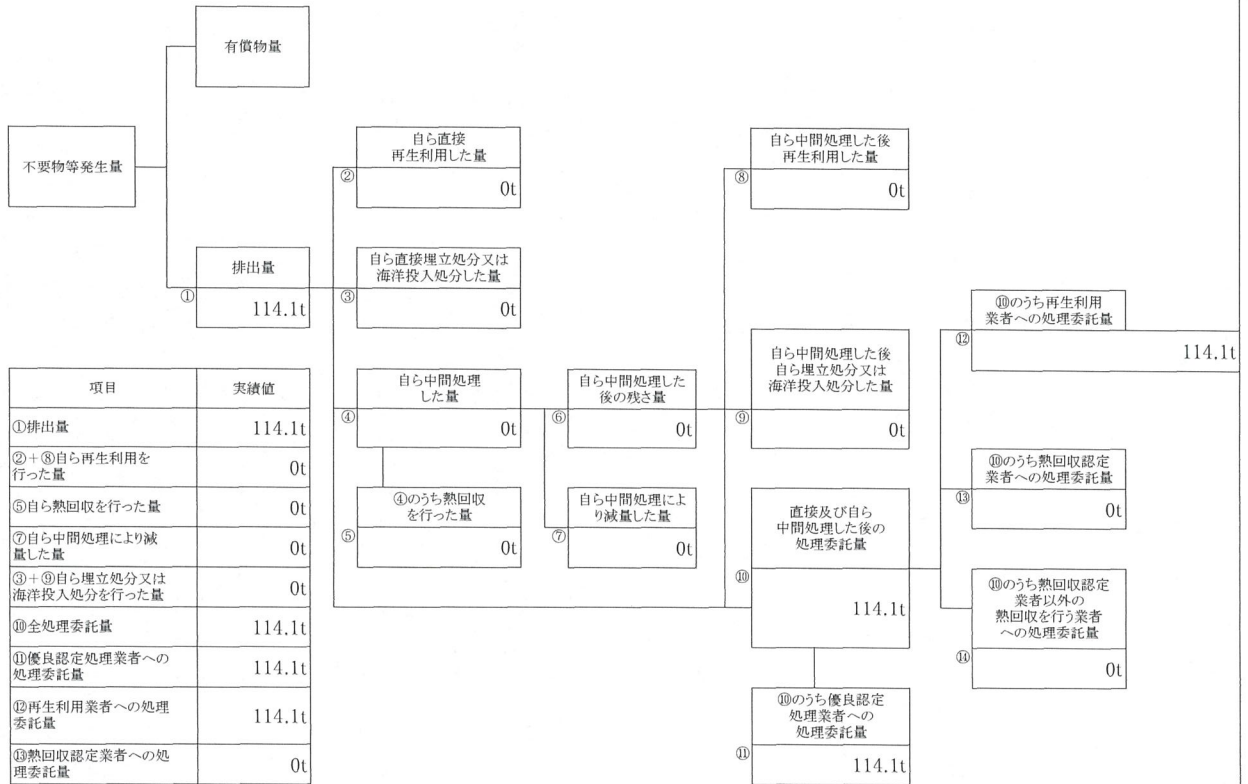 有償物量
不要物等発生量
排出量
①
114.1t
自ら直接
再生利用した量
②
0t
自ら直接埋立処分又は
海洋投入処分した量
③
0t
自ら中間処理
した量
④
0t
④のうち熱回収
を行った量
⑤
0t
自ら中間処理した
後の残さ量
⑥
0t
自ら中間処理によ
り減量した量
⑦
0t
自ら中間処理した後
再生利用した量
⑧
0t
自ら中間処理した後
自ら埋立処分又は
海洋投入処分した量
⑨
0t
直接及び自ら
中間処理した後の
処理委託量
⑩
114.1t
⑩のうち優良認定
処理業者への
処理委託量
⑪
114.1t
⑩のうち再生利用
業者への処理委託量
⑫
114.1t
⑩のうち熱回収認定
業者への処理委託量
⑬
0t
⑩のうち熱回収認定
業者以外の
熱回収を行う業者
への処理委託量
⑭
0t
項目 実績値
①排出量 114.1t
②+⑧自ら再生利用を
行った量 0t
⑤自ら熱回収を行った量 0t
⑦自ら中間処理により減
量した量 0t
③+⑨自ら埋立処分又は
海洋投入処分を行った量 0t
⑩全処理委託量 114.1t
⑪優良認定処理業者への
処理委託量 114.1t
⑫再生利用業者への処理
委託量 114.1t
⑬熱回収認定業者への処
理委託量 0t